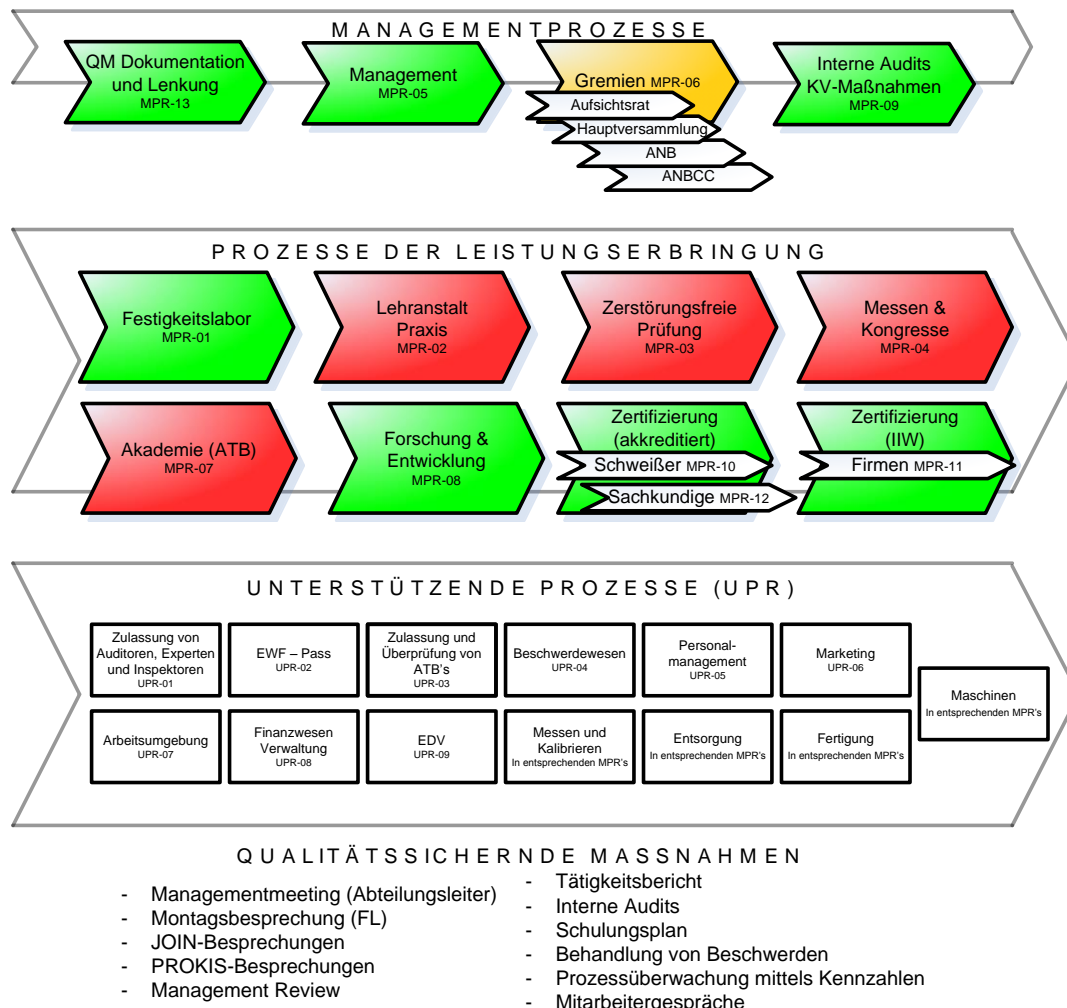 MANAGEMENTPROZESSE
QM Dokumentation
und Lenkung
MPR-13
Management
MPR-05
Gremien MPR-06
Aufsichtsrat
Hauptversammlung
ANB
ANBCC
Interne Audits
KV-Maßnahmen
MPR-09
PROZESSE DER LEISTUNGSERBRINGUNG
Festigkeitslabor
MPR-01
Lehranstalt
Praxis
MPR-02
Zerstörungsfreie
Prüfung
MPR-03
Messen &
Kongresse
MPR-04
Akademie (ATB)
MPR-07
Forschung &
Entwicklung
MPR-08
Zertifizierung
(akkreditiert)
Schweißer MPR-10
Sachkundige MPR-12
Zertifizierung
(IIW)
Firmen MPR-11
UNTERSTÜTZENDE PROZESSE (UPR)
Zulassung von
Auditoren, Experten
und Inspektoren
UPR-01
EWF – Pass
UPR-02
Zulassung und
Überprüfung von
ATB's
UPR-03
Beschwerdewesen
UPR-04
Personal-
management
UPR-05
Marketing
UPR-06
Maschinen
In entsprechenden MPR's
Arbeitsumgebung
UPR-07
Finanzwesen
Verwaltung
UPR-08
EDV
UPR-09
Messen und
Kalibrieren
In entsprechenden MPR's
Entsorgung
In entsprechenden MPR's
Fertigung
In entsprechenden MPR's
QUALITÄTSSICHERNDE MASSNAHMEN
- Managementmeeting (Abteilungsleiter)
- Montagsbesprechung (FL)
- JOIN-Besprechungen
- PROKIS-Besprechungen
- Management Review
- Tätigkeitsbericht
- Interne Audits
- Schulungsplan
- Behandlung von Beschwerden
- Prozessüberwachung mittels Kennzahlen
- Mitarbeitergespräche